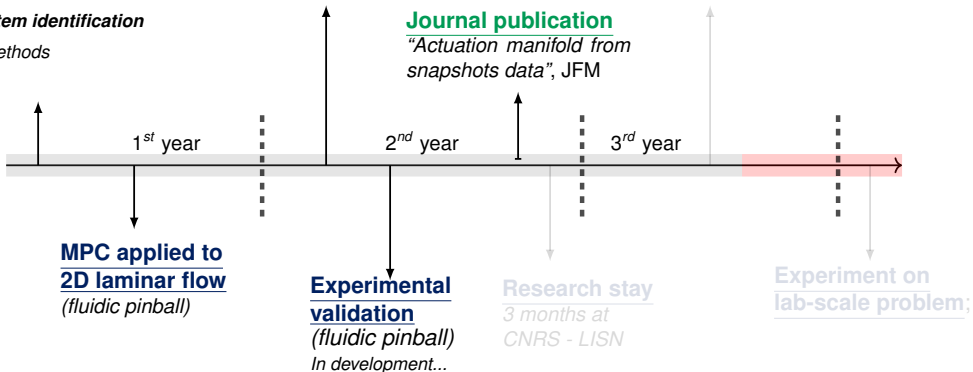 tem identification
ethods
Journal publication
“Actuation manifold from
snapshots data”, JFM
1st year
2nd year
3rd year
MPC applied to
2D laminar flow
(fluidic pinball)
Experimental
validation
(fluidic pinball)
In development...
Research stay
3 months at
CNRS - LISN
Experiment on
lab-scale problem;